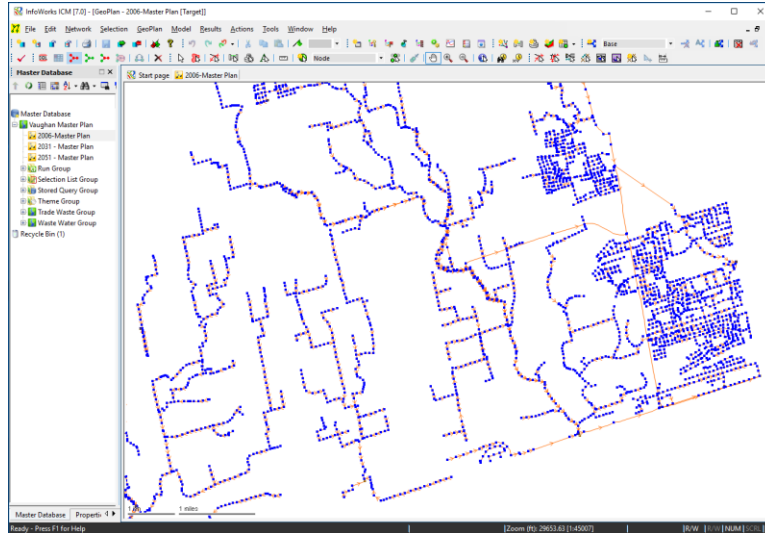 InfoWorks ICM [7.0] - [GeoPlan - 2006-Master Plan [Target]]
File Edit Network Selection GeoPlan Model Results Actions Tools Window Help
Base
Node
Master Database
Start page 2006-Master Plan
Master Database
Vaughan Master Plan
2006-Master Plan
2031 - Master Plan
2051 - Master Plan
Run Group
Selection List Group
Stored Query Group
Theme Group
Trade Waste Group
Waste Water Group
Recycle Bin (1)
1 miles
Master Database Properti
Ready - Press F1 for Help Zoom (ft): 29653.63 [1:45007] R/W R/W NUM SCRL